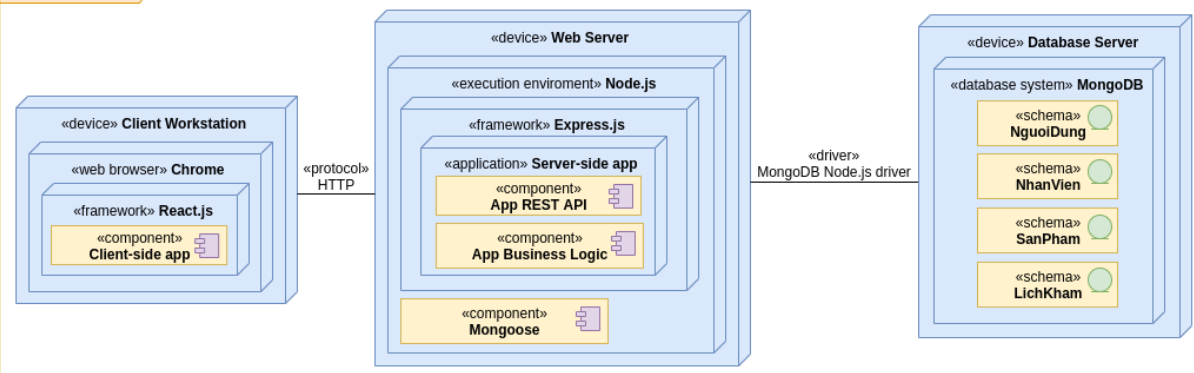 «device» Client Workstation
«web browser» Chrome
«framework» React.js
«component»
Client-side app
«protocol»
HTTP
«device» Web Server
«execution enviroment» Node.js
«framework» Express.js
«application» Server-side app
«component»
App REST API
«component»
App Business Logic
«component»
Mongoose
«driver»
MongoDB Node.js driver
«device» Database Server
«database system» MongoDB
«schema»
NguoiDung
«schema»
NhanVien
«schema»
SanPham
«schema»
LichKham